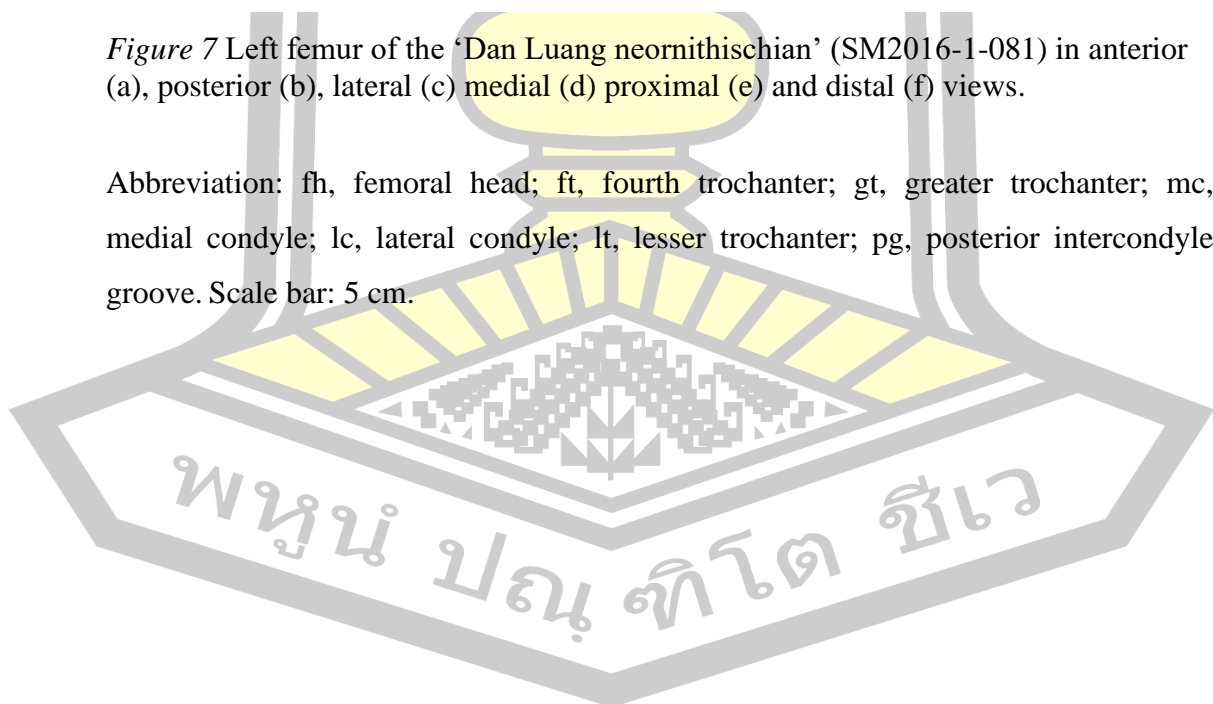 Figure 7 Left femur of the ‘Dan Luang neornithischian’ (SM2016-1-081) in anterior
(a), posterior (b), lateral (c) medial (d) proximal (e) and distal (f) views.
Abbreviation: fh, femoral head; ft, fourth trochanter; gt, greater trochanter; mc,
medial condyle; lc, lateral condyle; lt, lesser trochanter; pg, posterior intercondyle
groove. Scale bar: 5 cm.
พหูนํ ปณฺฑิโต ชีเว